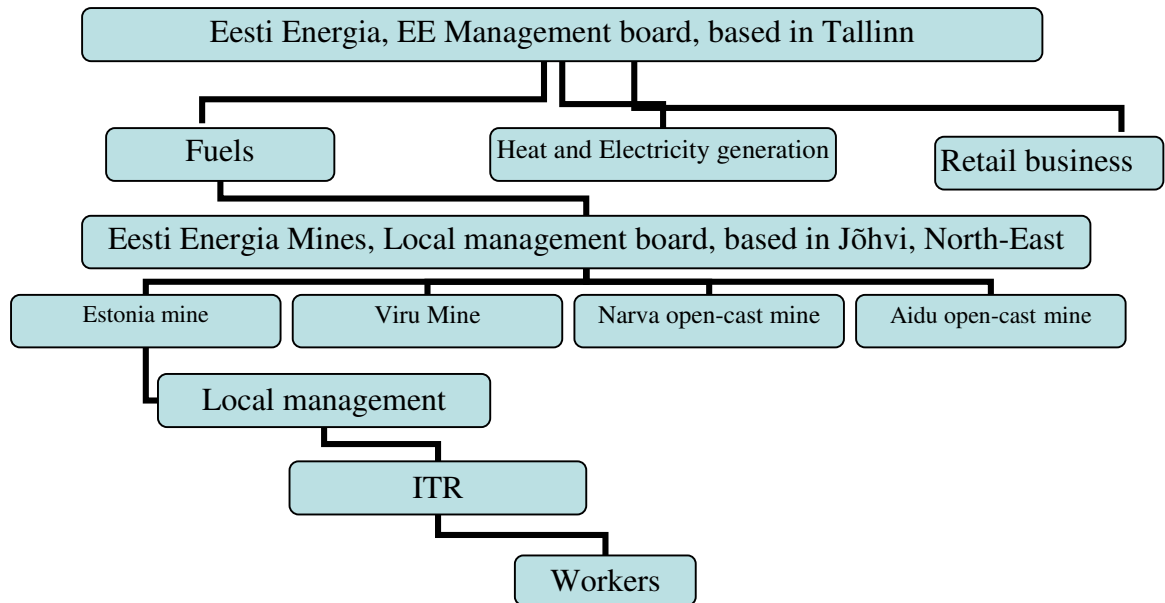 Eesti Energia, EE Management board, based in Tallinn
Fuels
Heat and Electricity generation
Retail business
Eesti Energia Mines, Local management board, based in Jõhvi, North-East
Estonia mine
Viru Mine
Narva open-cast mine
Aidu open-cast mine
Local management
ITR
Workers